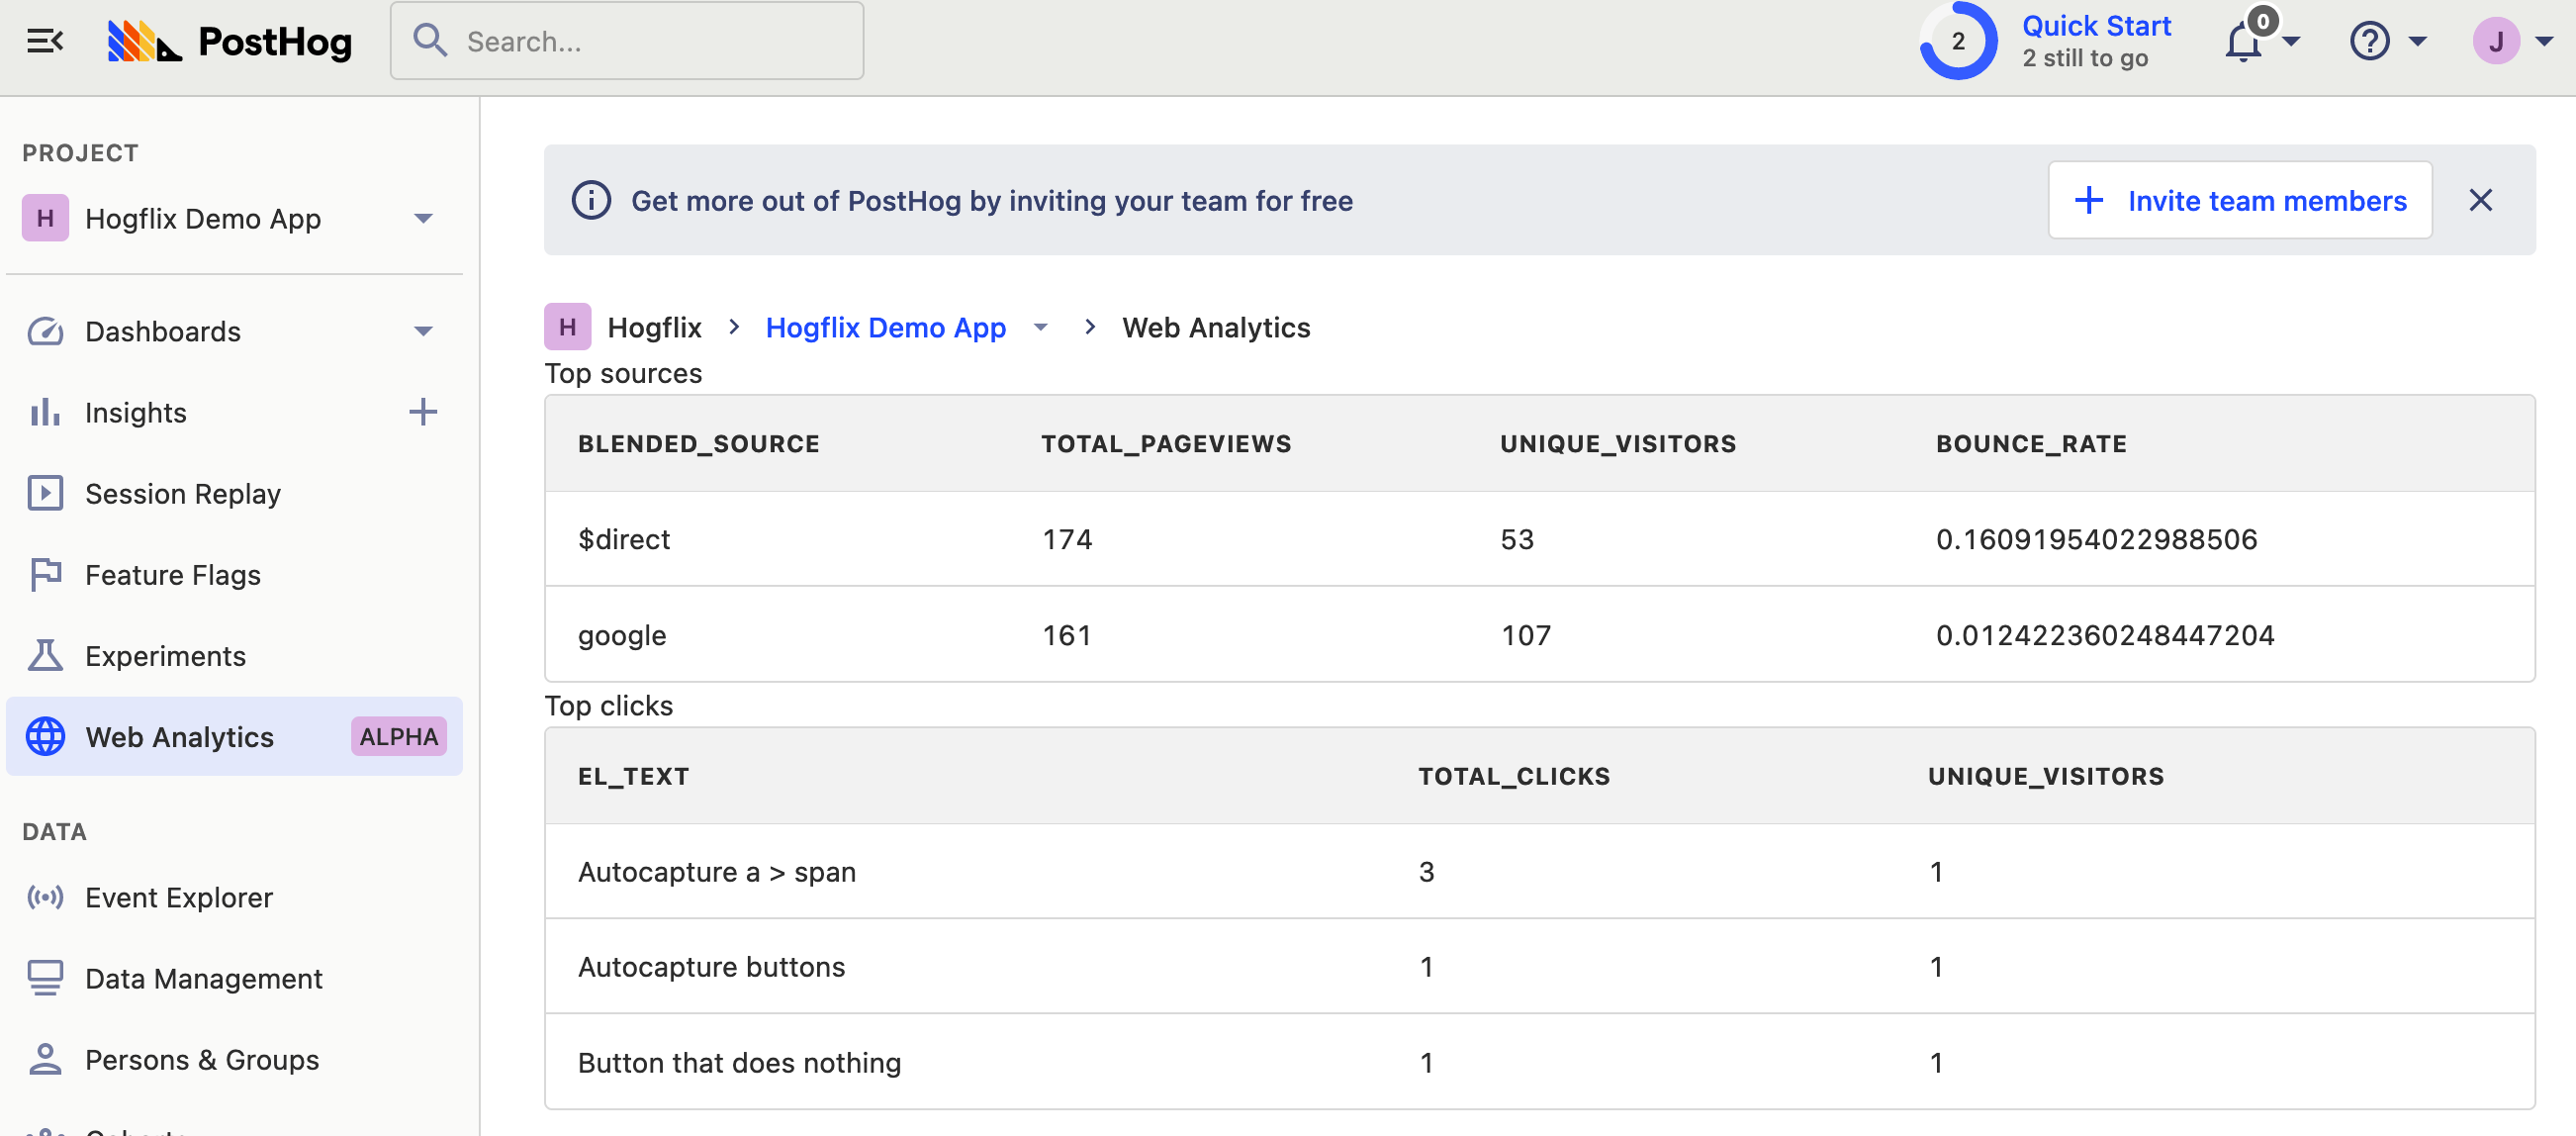 PostHog
Search...
2
Quick Start
2 still to go
0
J
PROJECT
H Hogflix Demo App
Dashboards
Insights
Session Replay
Feature Flags
Experiments
Web Analytics ALPHA
DATA
Event Explorer
Data Management
Persons & Groups
Get more out of PostHog by inviting your team for free
Invite team members
H Hogflix > Hogflix Demo App > Web Analytics
Top sources
BLENDED_SOURCE TOTAL_PAGEVIEWS UNIQUE_VISITORS BOUNCE_RATE
$direct 174 53 0.16091954022988506
google 161 107 0.012422360248447204
Top clicks
EL_TEXT TOTAL_CLICKS UNIQUE_VISITORS
Autocapture a > span 3 1
Autocapture buttons 1 1
Button that does nothing 1 1